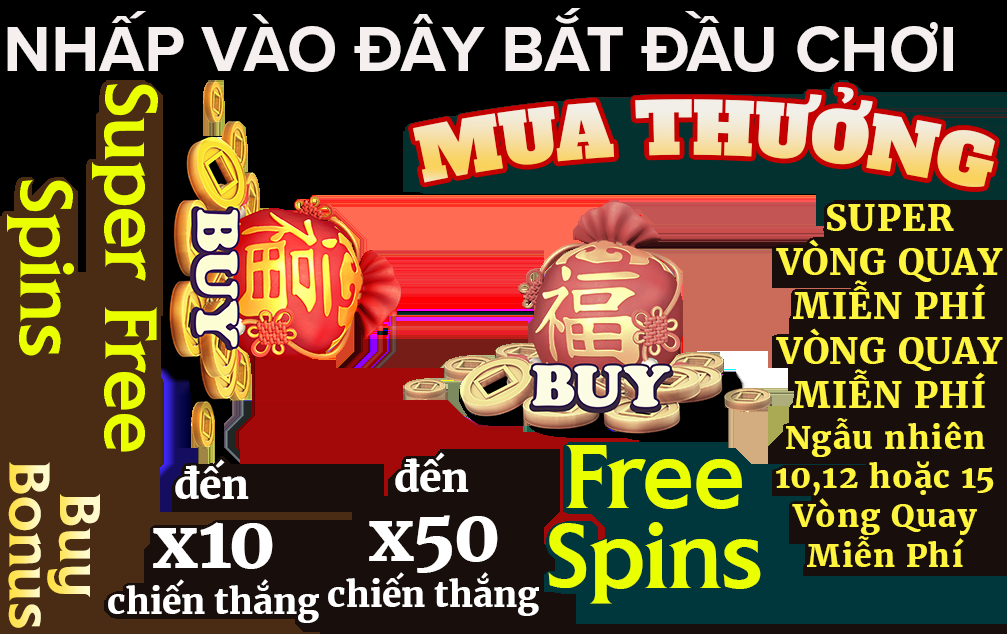 NHẤP VÀO ĐÂY BẮT ĐẦU CHƠI
MUA THƯỞNG
Super Free
Spins
BUY
福
福
BUY
SUPER
VÒNG QUAY
MIỄN PHÍ
VÒNG QUAY
MIỄN PHÍ
Ngẫu nhiên
10,12 hoặc 15
Vòng Quay
Miễn Phí
Buy
Bonus
đến
x10
chiến thắng
đến
x50
chiến thắng
Free
Spins